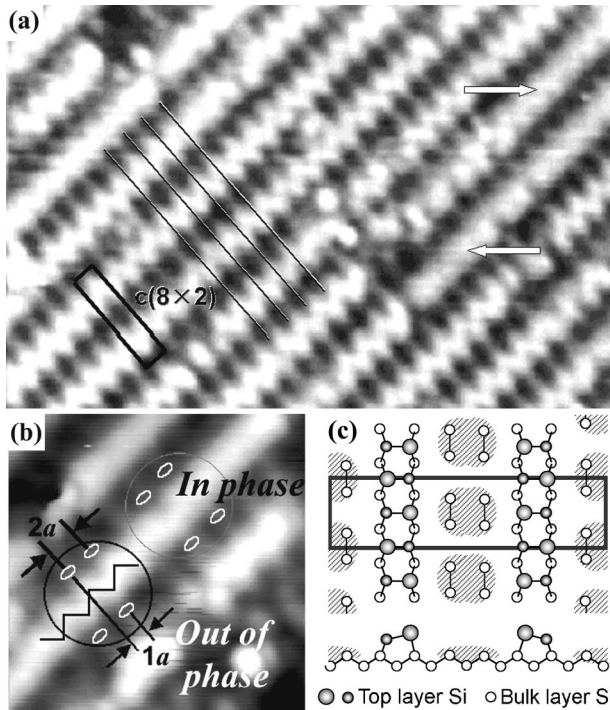 (a)
c(8×2)
(b)
In phase
2a
Out of
phase
1a
(c)
Top layer Si
Bulk layer S